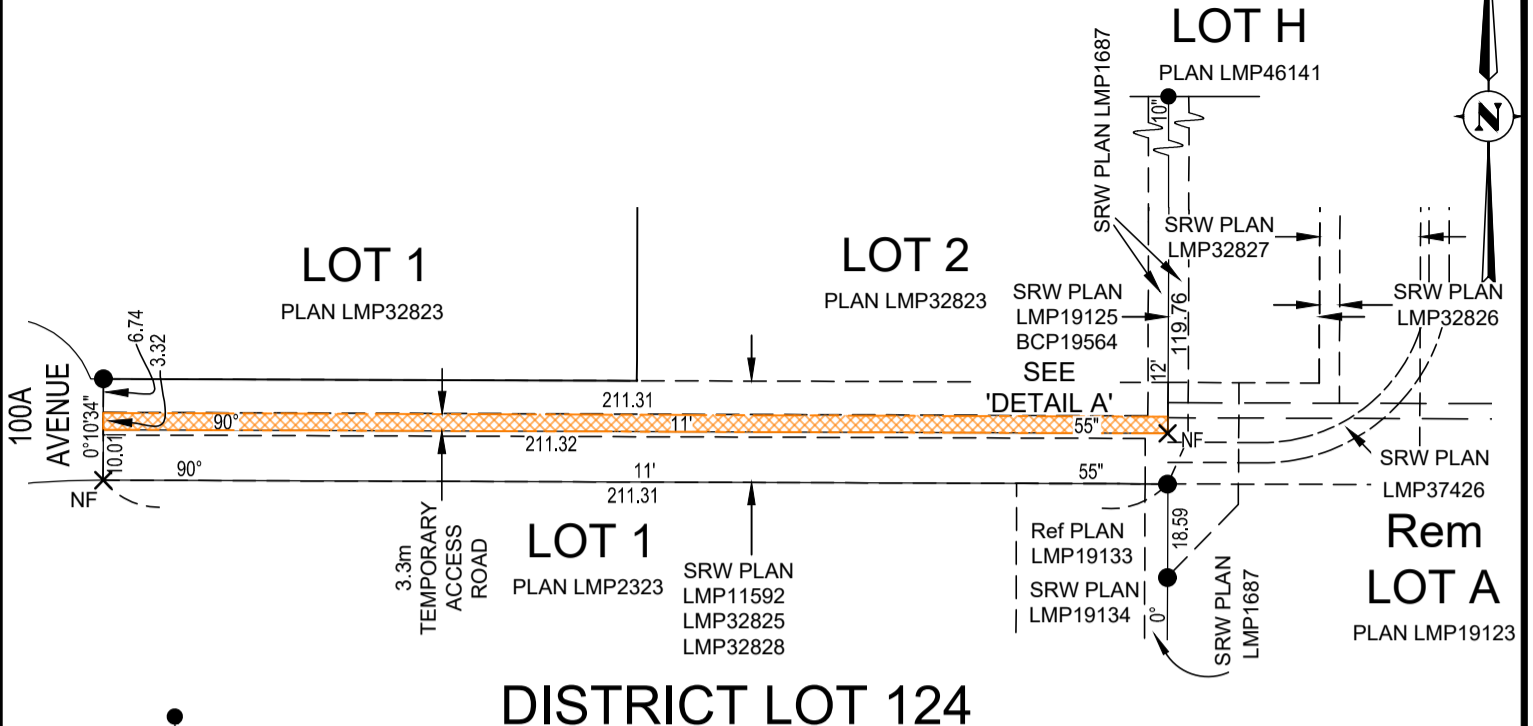 LOT H
PLAN LMP46141
SRW PLAN LMP1687
10"
N
LOT 1
PLAN LMP32823
LOT 2
PLAN LMP32823
SRW PLAN
LMP32827
SRW PLAN
LMP19125
BCP19564
119.76
12'
SRW PLAN
LMP32826
SEE
'DETAIL A'
100A
AVENUE
6.74
3.32
0°10'34"
10.01
211.31
90°
11'
55"
211.32
NF
NF
90°
11'
55"
211.31
3.3m
TEMPORARY
ACCESS
ROAD
LOT 1
PLAN LMP2323
SRW PLAN
LMP11592
LMP32825
LMP32828
Ref PLAN
LMP19133
SRW PLAN
LMP19134
18.59
0°
SRW PLAN
LMP1687
SRW PLAN
LMP37426
Rem
LOT A
PLAN LMP19123
DISTRICT LOT 124